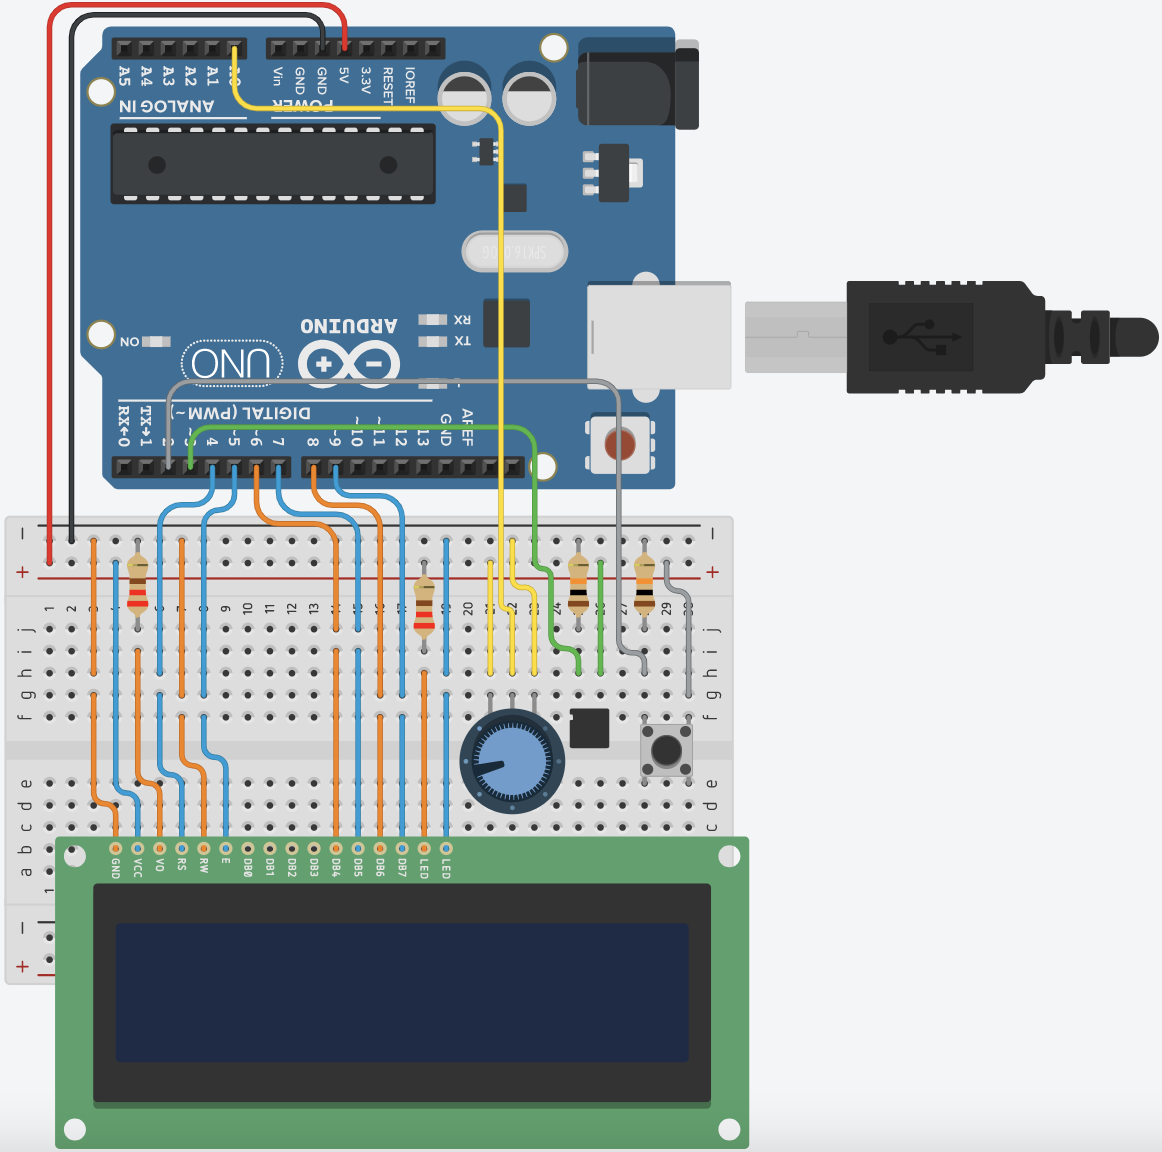 A5 A4 A3 A2 A1 A0
Vin GND GND 5V 3.3V RESET IOREF
ANALOG IN
POWER
SPK16.000G
RX
TX
L
ON
UNO
ARDUINO
DIGITAL (PWM~)
RX←0 TX→1 2 ~3 4 ~5 ~6 7
8 ~9 ~10 ~11 12 13 GND AREF
− −
+ +
1 2 3 4 5 6 7 8 9 10 11 12 13 14 15 16 17 18 19 20 21 22 23 24 25 26 27 28 29 30
j j
i i
h h
g g
f f
e e
d d
c c
b
a
1
GND VCC VO RS RW E DB0 DB1 DB2 DB3 DB4 DB5 DB6 DB7 LED LED
−
+